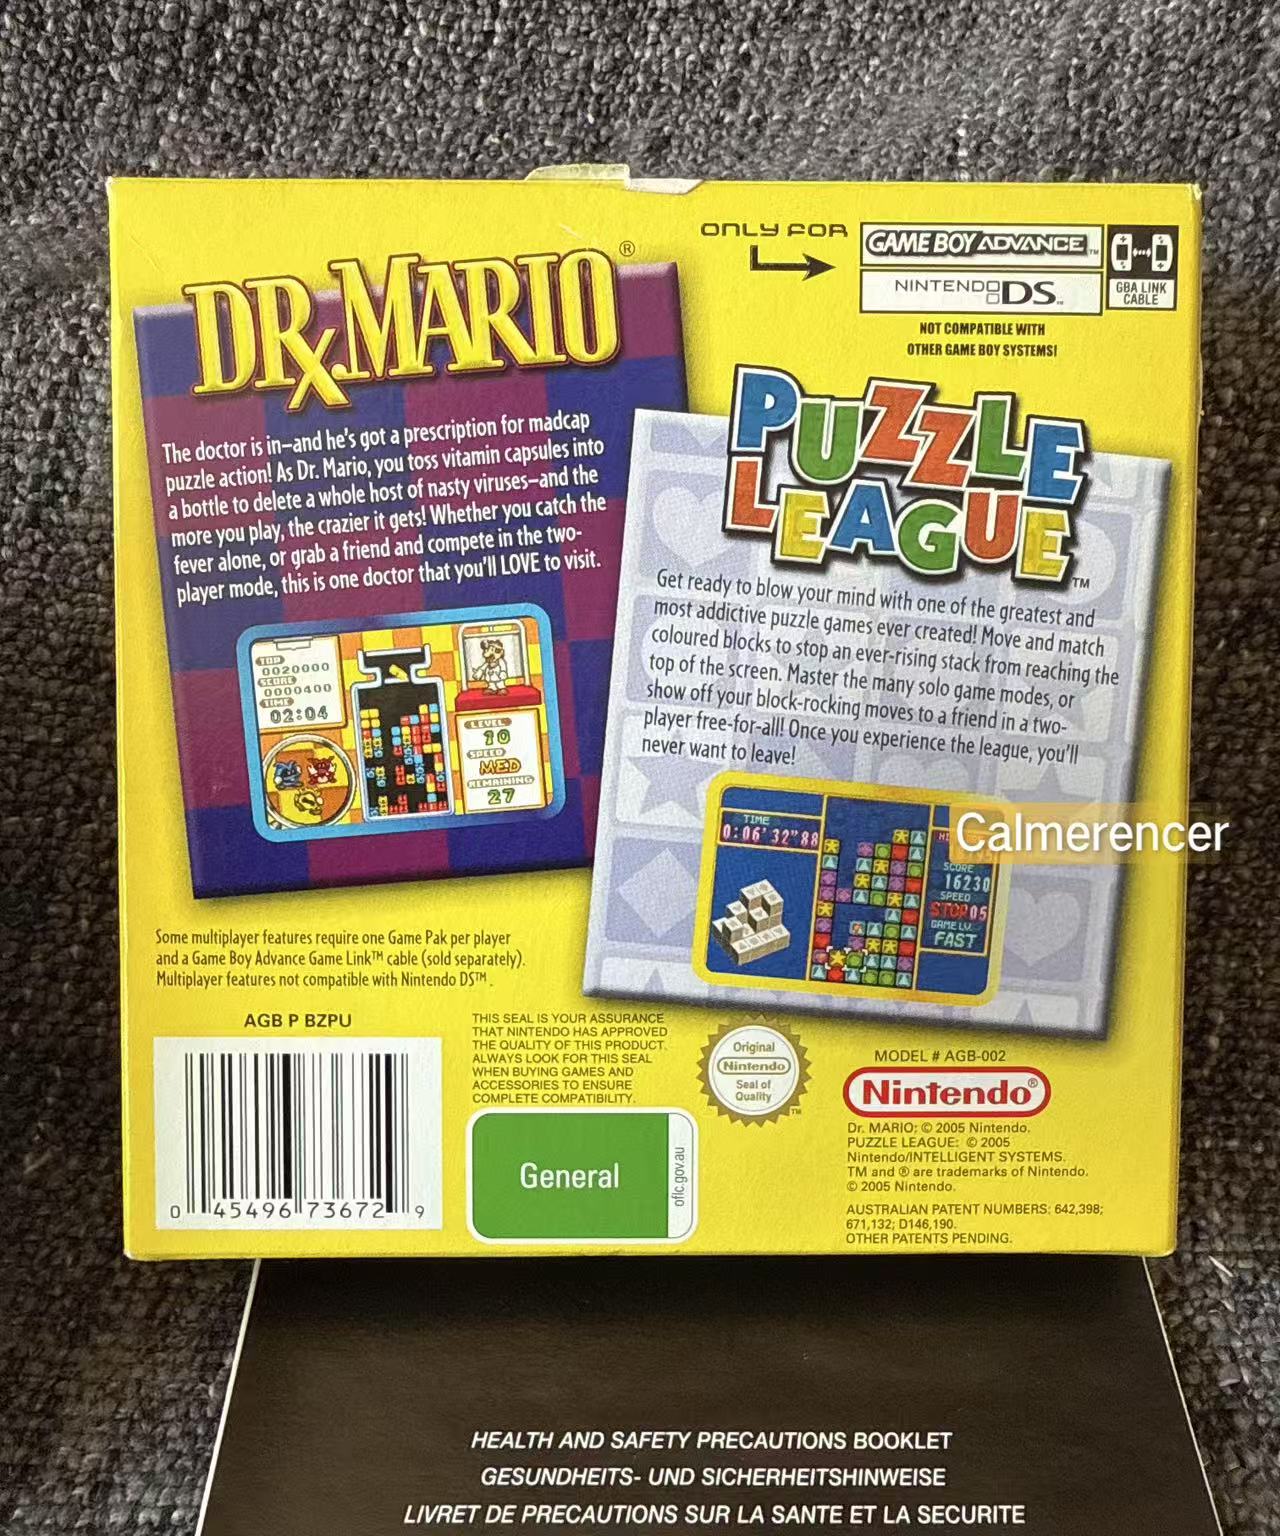 ONLY FOR
GAME BOY ADVANCE™
NINTENDO DS™
GBA LINK
CABLE
NOT COMPATIBLE WITH
OTHER GAME BOY SYSTEMS!
DR. MARIO®
Rx
The doctor is in–and he's got a prescription for madcap
puzzle action! As Dr. Mario, you toss vitamin capsules into
a bottle to delete a whole host of nasty viruses–and the
more you play, the crazier it gets! Whether you catch the
fever alone, or grab a friend and compete in the two-
player mode, this is one doctor that you'll LOVE to visit.
TOP
0020000
SCORE
0000400
TIME
02:04
LEVEL
10
SPEED
MED
REMAINING
27
PUZZLE
LEAGUE™
Get ready to blow your mind with one of the greatest and
most addictive puzzle games ever created! Move and match
coloured blocks to stop an ever-rising stack from reaching the
top of the screen. Master the many solo game modes, or
show off your block-rocking moves to a friend in a two-
player free-for-all! Once you experience the league, you'll
never want to leave!
TIME
0:06'32"88
Calmerencer
SCORE
16230
SPEED
STOP05
GAME LV.
FAST
Some multiplayer features require one Game Pak per player
and a Game Boy Advance Game Link™ cable (sold separately).
Multiplayer features not compatible with Nintendo DS™.
AGB P BZPU
0 45496 73672 9
THIS SEAL IS YOUR ASSURANCE
THAT NINTENDO HAS APPROVED
THE QUALITY OF THIS PRODUCT.
ALWAYS LOOK FOR THIS SEAL
WHEN BUYING GAMES AND
ACCESSORIES TO ENSURE
COMPLETE COMPATIBILITY.
General
oflc.gov.au
Original
Nintendo
Seal of
Quality
™
MODEL # AGB-002
Nintendo®
Dr. MARIO: © 2005 Nintendo.
PUZZLE LEAGUE: © 2005
Nintendo/INTELLIGENT SYSTEMS.
TM and ® are trademarks of Nintendo.
© 2005 Nintendo.
AUSTRALIAN PATENT NUMBERS: 642,398;
671,132; D146,190.
OTHER PATENTS PENDING.
HEALTH AND SAFETY PRECAUTIONS BOOKLET
GESUNDHEITS- UND SICHERHEITSHINWEISE
LIVRET DE PRECAUTIONS SUR LA SANTE ET LA SECURITE